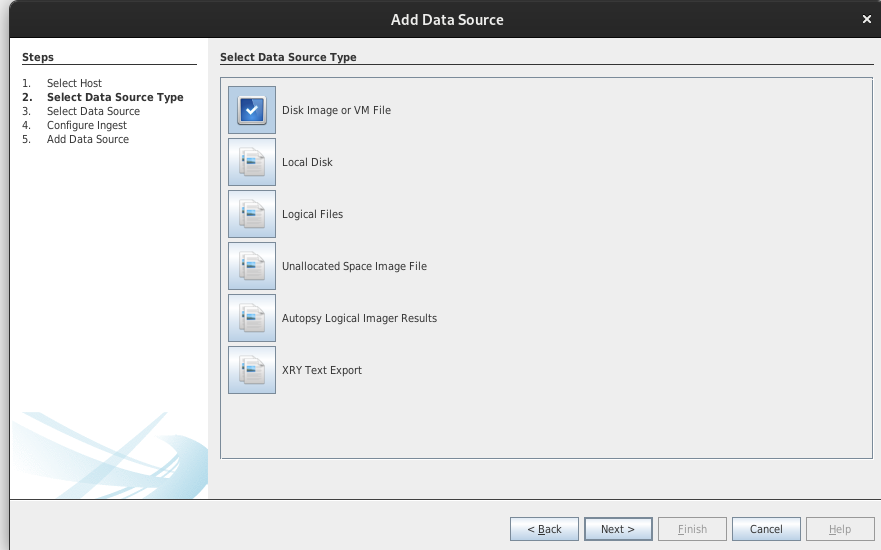 Add Data Source
×
Steps
1. Select Host
2. Select Data Source Type
3. Select Data Source
4. Configure Ingest
5. Add Data Source
Select Data Source Type
Disk Image or VM File
Local Disk
Logical Files
Unallocated Space Image File
Autopsy Logical Imager Results
XRY Text Export
< Back Next > Finish Cancel Help